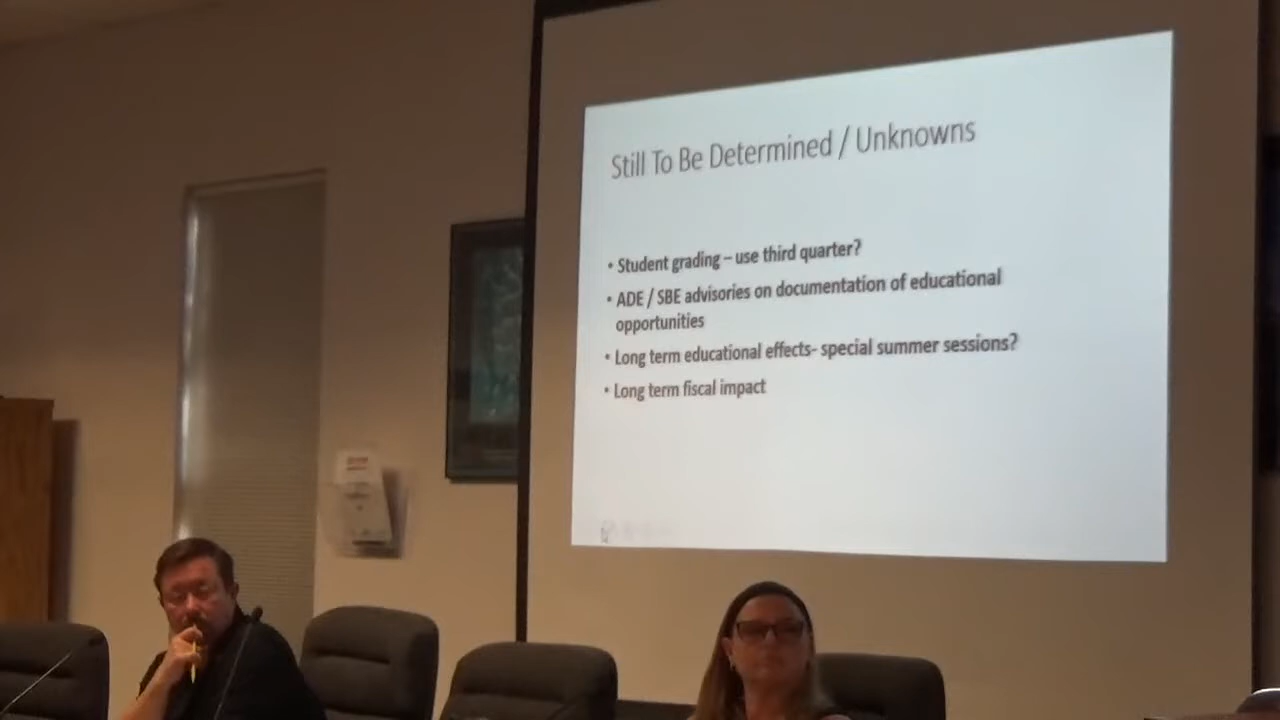 Still To Be Determined / Unknowns
• Student grading – use third quarter?
• ADE / SBE advisories on documentation of educational
opportunities
• Long term educational effects- special summer sessions?
• Long term fiscal impact